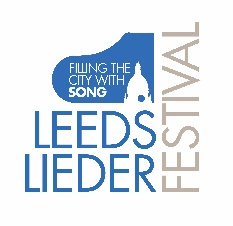 FILLING THE
CITY WITH
SONG
LEEDS
LIEDER
FESTIVAL